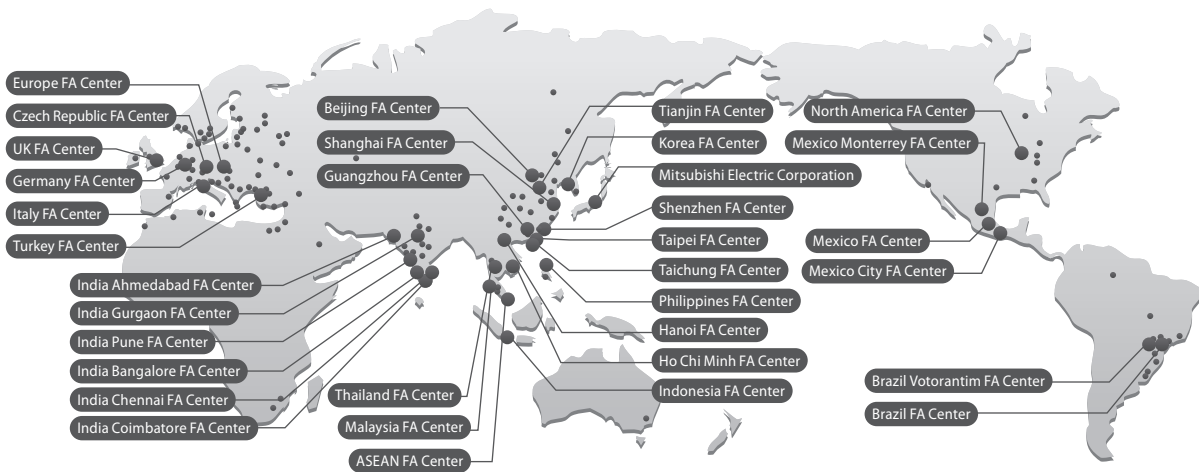 Europe FA Center
Czech Republic FA Center
UK FA Center
Germany FA Center
Italy FA Center
Turkey FA Center
India Ahmedabad FA Center
India Gurgaon FA Center
India Pune FA Center
India Bangalore FA Center
India Chennai FA Center
India Coimbatore FA Center
Beijing FA Center
Shanghai FA Center
Guangzhou FA Center
Thailand FA Center
Malaysia FA Center
ASEAN FA Center
Tianjin FA Center
Korea FA Center
Mitsubishi Electric Corporation
Shenzhen FA Center
Taipei FA Center
Taichung FA Center
Philippines FA Center
Hanoi FA Center
Ho Chi Minh FA Center
Indonesia FA Center
North America FA Center
Mexico Monterrey FA Center
Mexico FA Center
Mexico City FA Center
Brazil Votorantim FA Center
Brazil FA Center